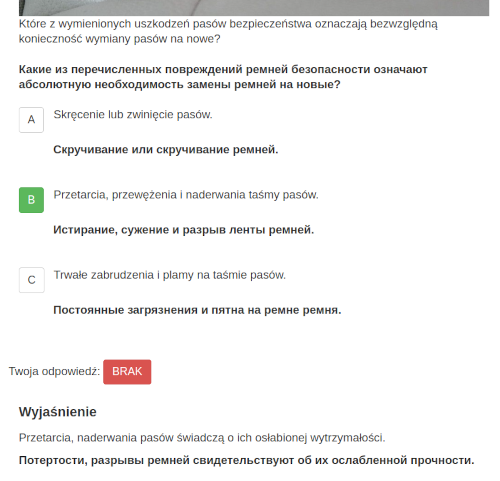 Które z wymienionych uszkodzeń pasów bezpieczeństwa oznaczają bezwzględną
konieczność wymiany pasów na nowe?
Какие из перечисленных повреждений ремней безопасности означают
абсолютную необходимость замены ремней на новые?
A
Skręcenie lub zwinięcie pasów.
Скручивание или скручивание ремней.
B
Przetarcia, przewężenia i naderwania taśmy pasów.
Истирание, сужение и разрыв ленты ремней.
C
Trwałe zabrudzenia i plamy na taśmie pasów.
Постоянные загрязнения и пятна на ремне ремня.
Twoja odpowiedź: BRAK
Wyjaśnienie
Przetarcia, naderwania pasów świadczą o ich osłabionej wytrzymałości.
Потертости, разрывы ремней свидетельствуют об их ослабленной прочности.